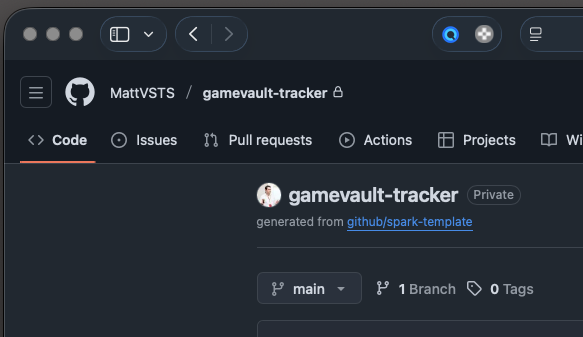 MattVSTS / gamevault-tracker
Code Issues Pull requests Actions Projects Wi
gamevault-tracker Private
generated from github/spark-template
main 1 Branch 0 Tags